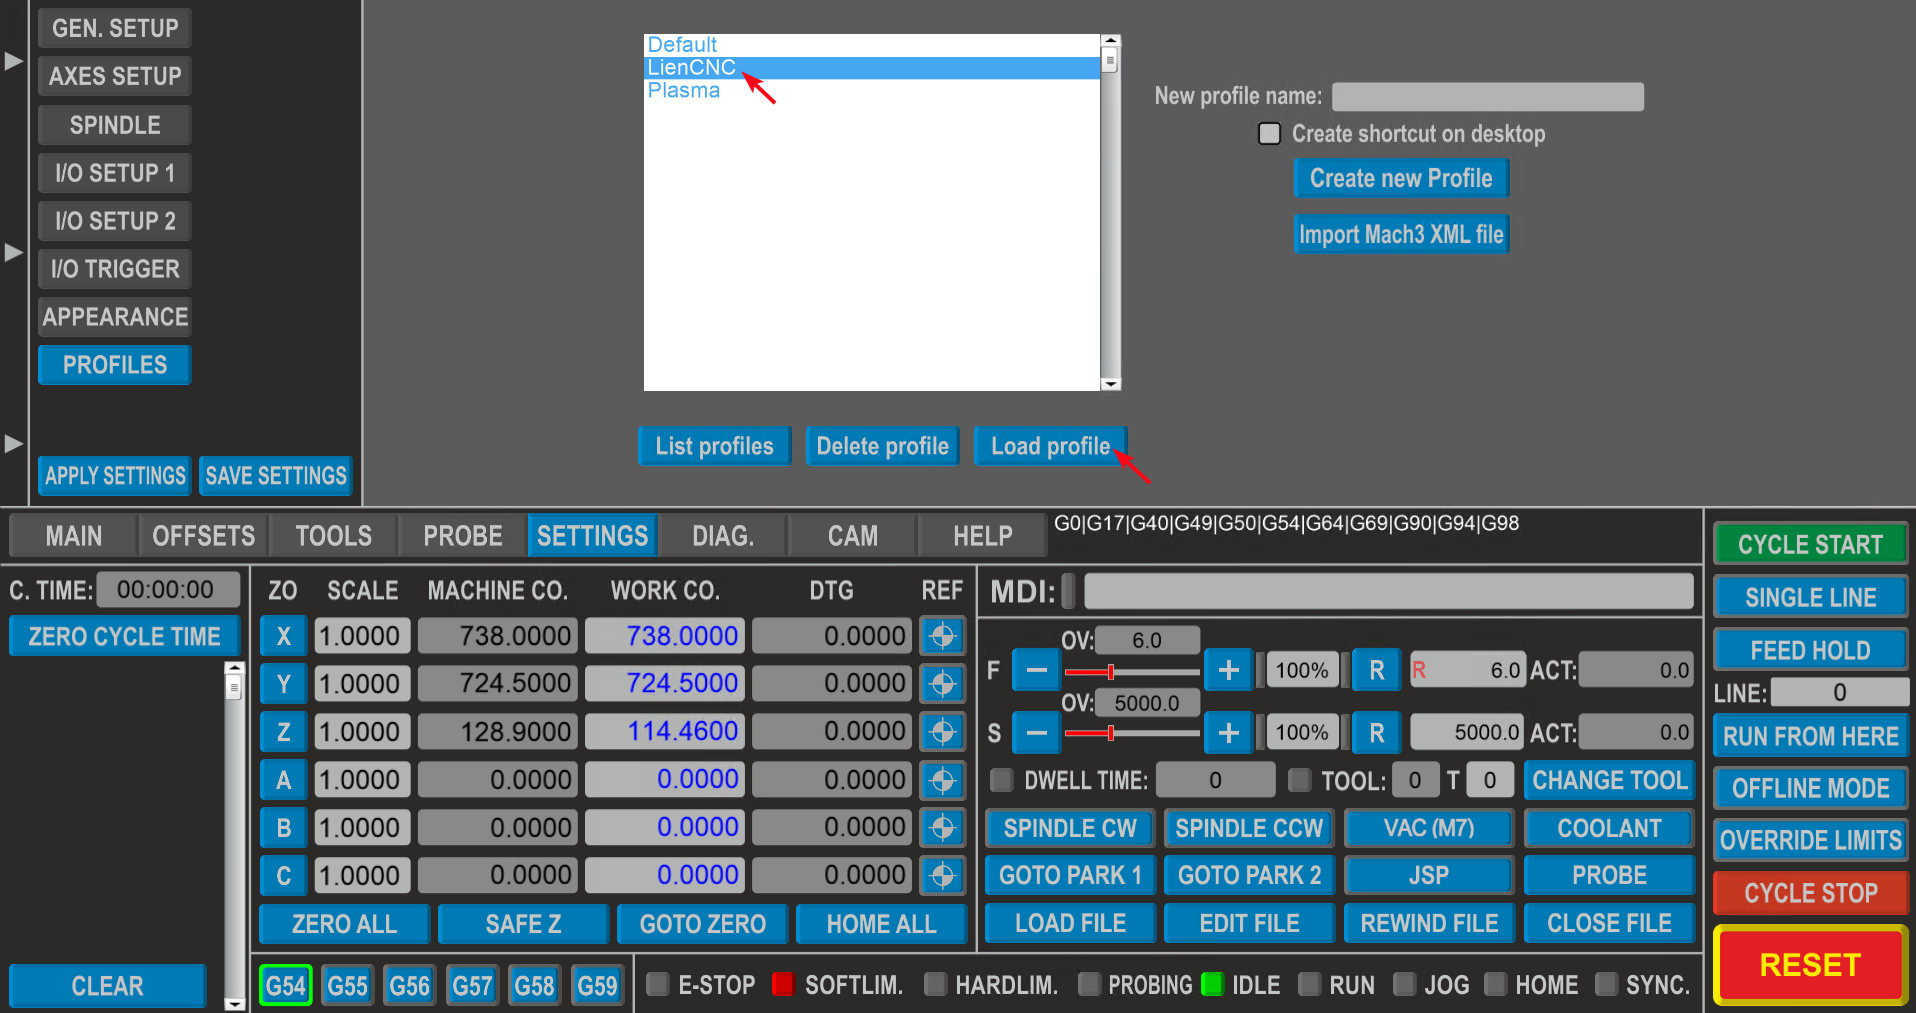 GEN. SETUP
AXES SETUP
SPINDLE
I/O SETUP 1
I/O SETUP 2
I/O TRIGGER
APPEARANCE
PROFILES
APPLY SETTINGS SAVE SETTINGS
Default
LienCNC
Plasma
New profile name:
Create shortcut on desktop
Create new Profile
Import Mach3 XML file
List profiles Delete profile Load profile
MAIN OFFSETS TOOLS PROBE SETTINGS DIAG. CAM HELP
G0|G17|G40|G49|G50|G54|G64|G69|G90|G94|G98
C. TIME: 00:00:00
ZERO CYCLE TIME
CLEAR
ZO SCALE MACHINE CO. WORK CO. DTG REF
X 1.0000 738.0000 738.0000 0.0000
Y 1.0000 724.5000 724.5000 0.0000
Z 1.0000 128.9000 114.4600 0.0000
A 1.0000 0.0000 0.0000 0.0000
B 1.0000 0.0000 0.0000 0.0000
C 1.0000 0.0000 0.0000 0.0000
ZERO ALL SAFE Z GOTO ZERO HOME ALL
G54 G55 G56 G57 G58 G59
MDI:
OV: 6.0
F − + 100% R R 6.0 ACT: 0.0
OV: 5000.0
S − + 100% R 5000.0 ACT: 0.0
DWELL TIME: 0 TOOL: 0 T 0 CHANGE TOOL
SPINDLE CW SPINDLE CCW VAC (M7) COOLANT
GOTO PARK 1 GOTO PARK 2 JSP PROBE
LOAD FILE EDIT FILE REWIND FILE CLOSE FILE
E-STOP SOFTLIM. HARDLIM. PROBING IDLE RUN JOG HOME SYNC.
CYCLE START
SINGLE LINE
FEED HOLD
LINE: 0
RUN FROM HERE
OFFLINE MODE
OVERRIDE LIMITS
CYCLE STOP
RESET